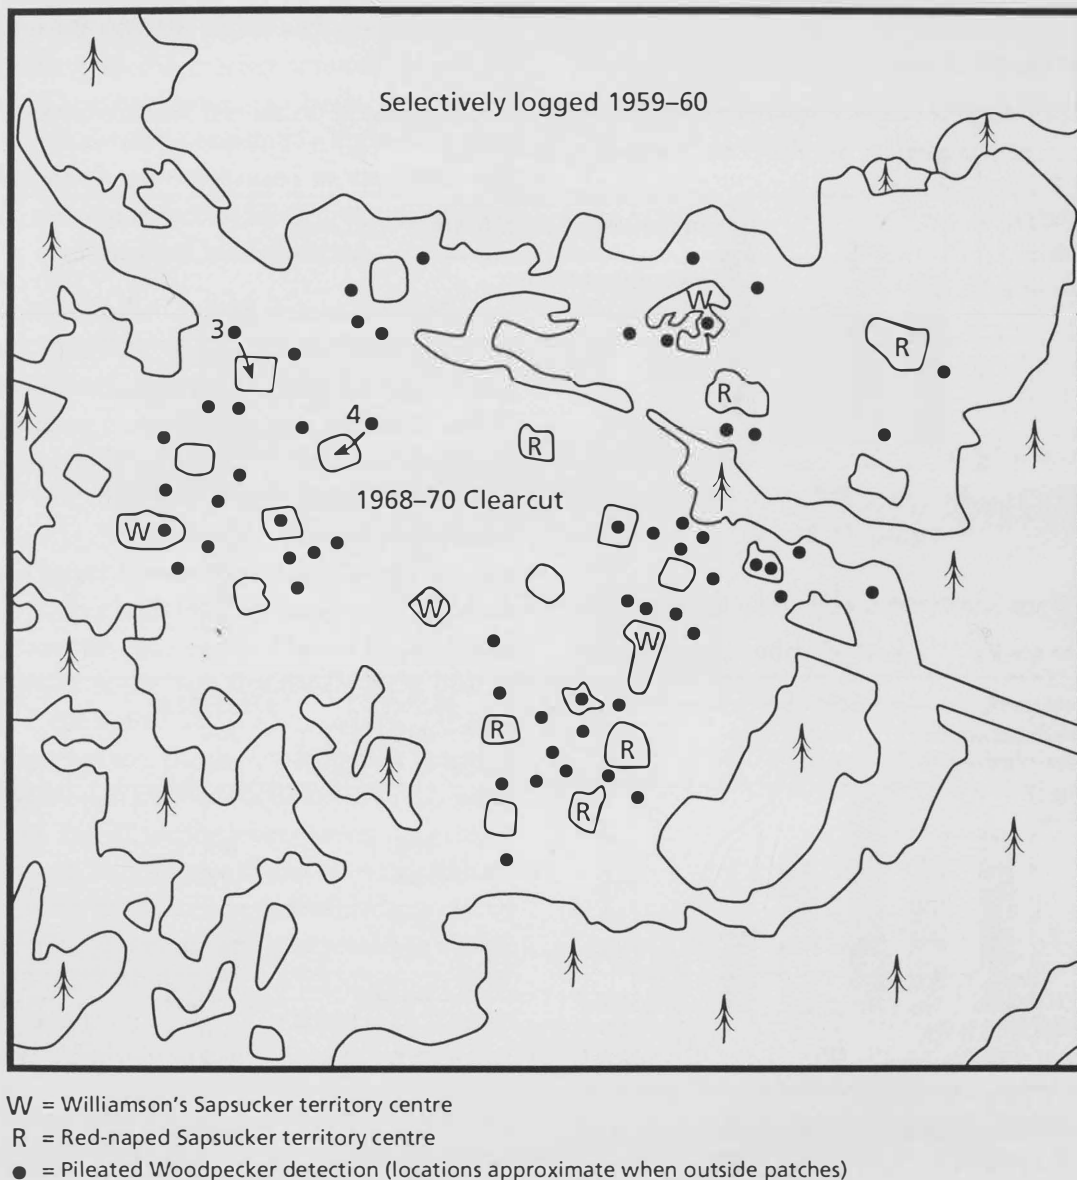 Selectively logged 1959–60
W
3
R
R
4
R
1968–70 Clearcut
W
W
W
R
R
R
W = Williamson's Sapsucker territory centre
R = Red-naped Sapsucker territory centre
● = Pileated Woodpecker detection (locations approximate when outside patches)